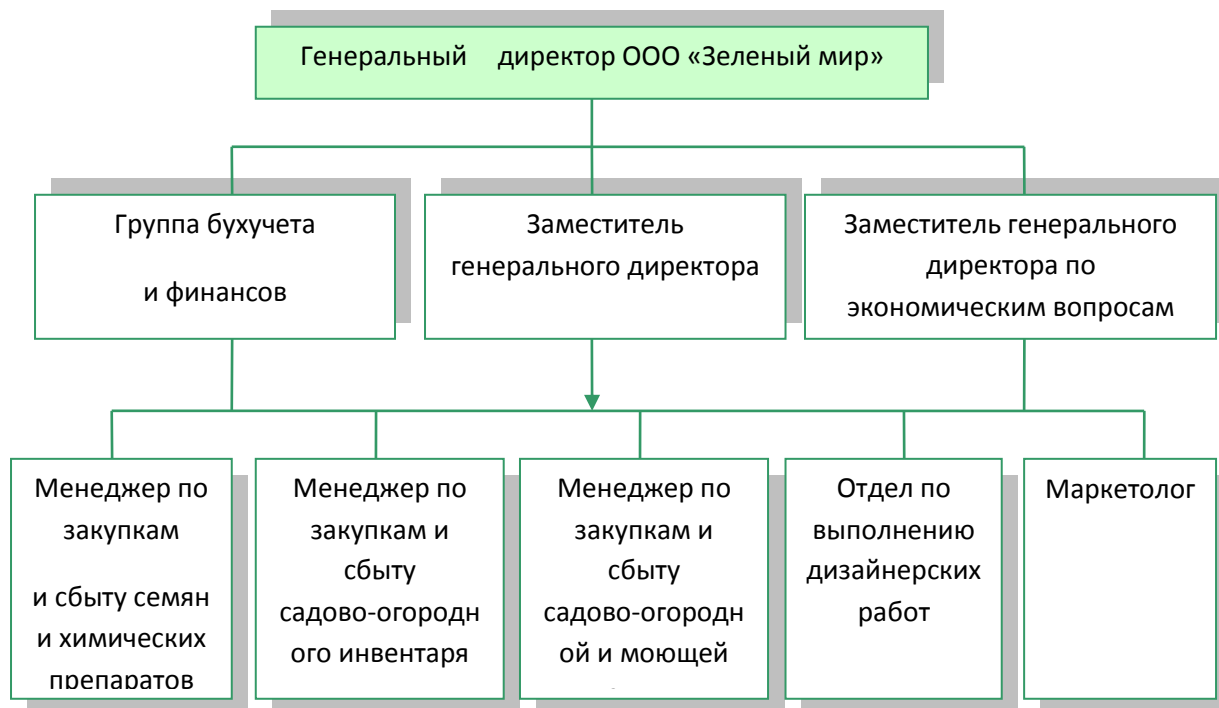 Генеральный директор ООО «Зеленый мир»
Группа бухучета
и финансов
Заместитель
генерального директора
Заместитель генерального
директора по
экономическим вопросам
Менеджер по
закупкам
и сбыту семян
и химических
препаратов
Менеджер по
закупкам и
сбыту
садово-огородн
ого инвентаря
Менеджер по
закупкам и
сбыту
садово-огородн
ой и моющей
Отдел по
выполнению
дизайнерских
работ
Маркетолог